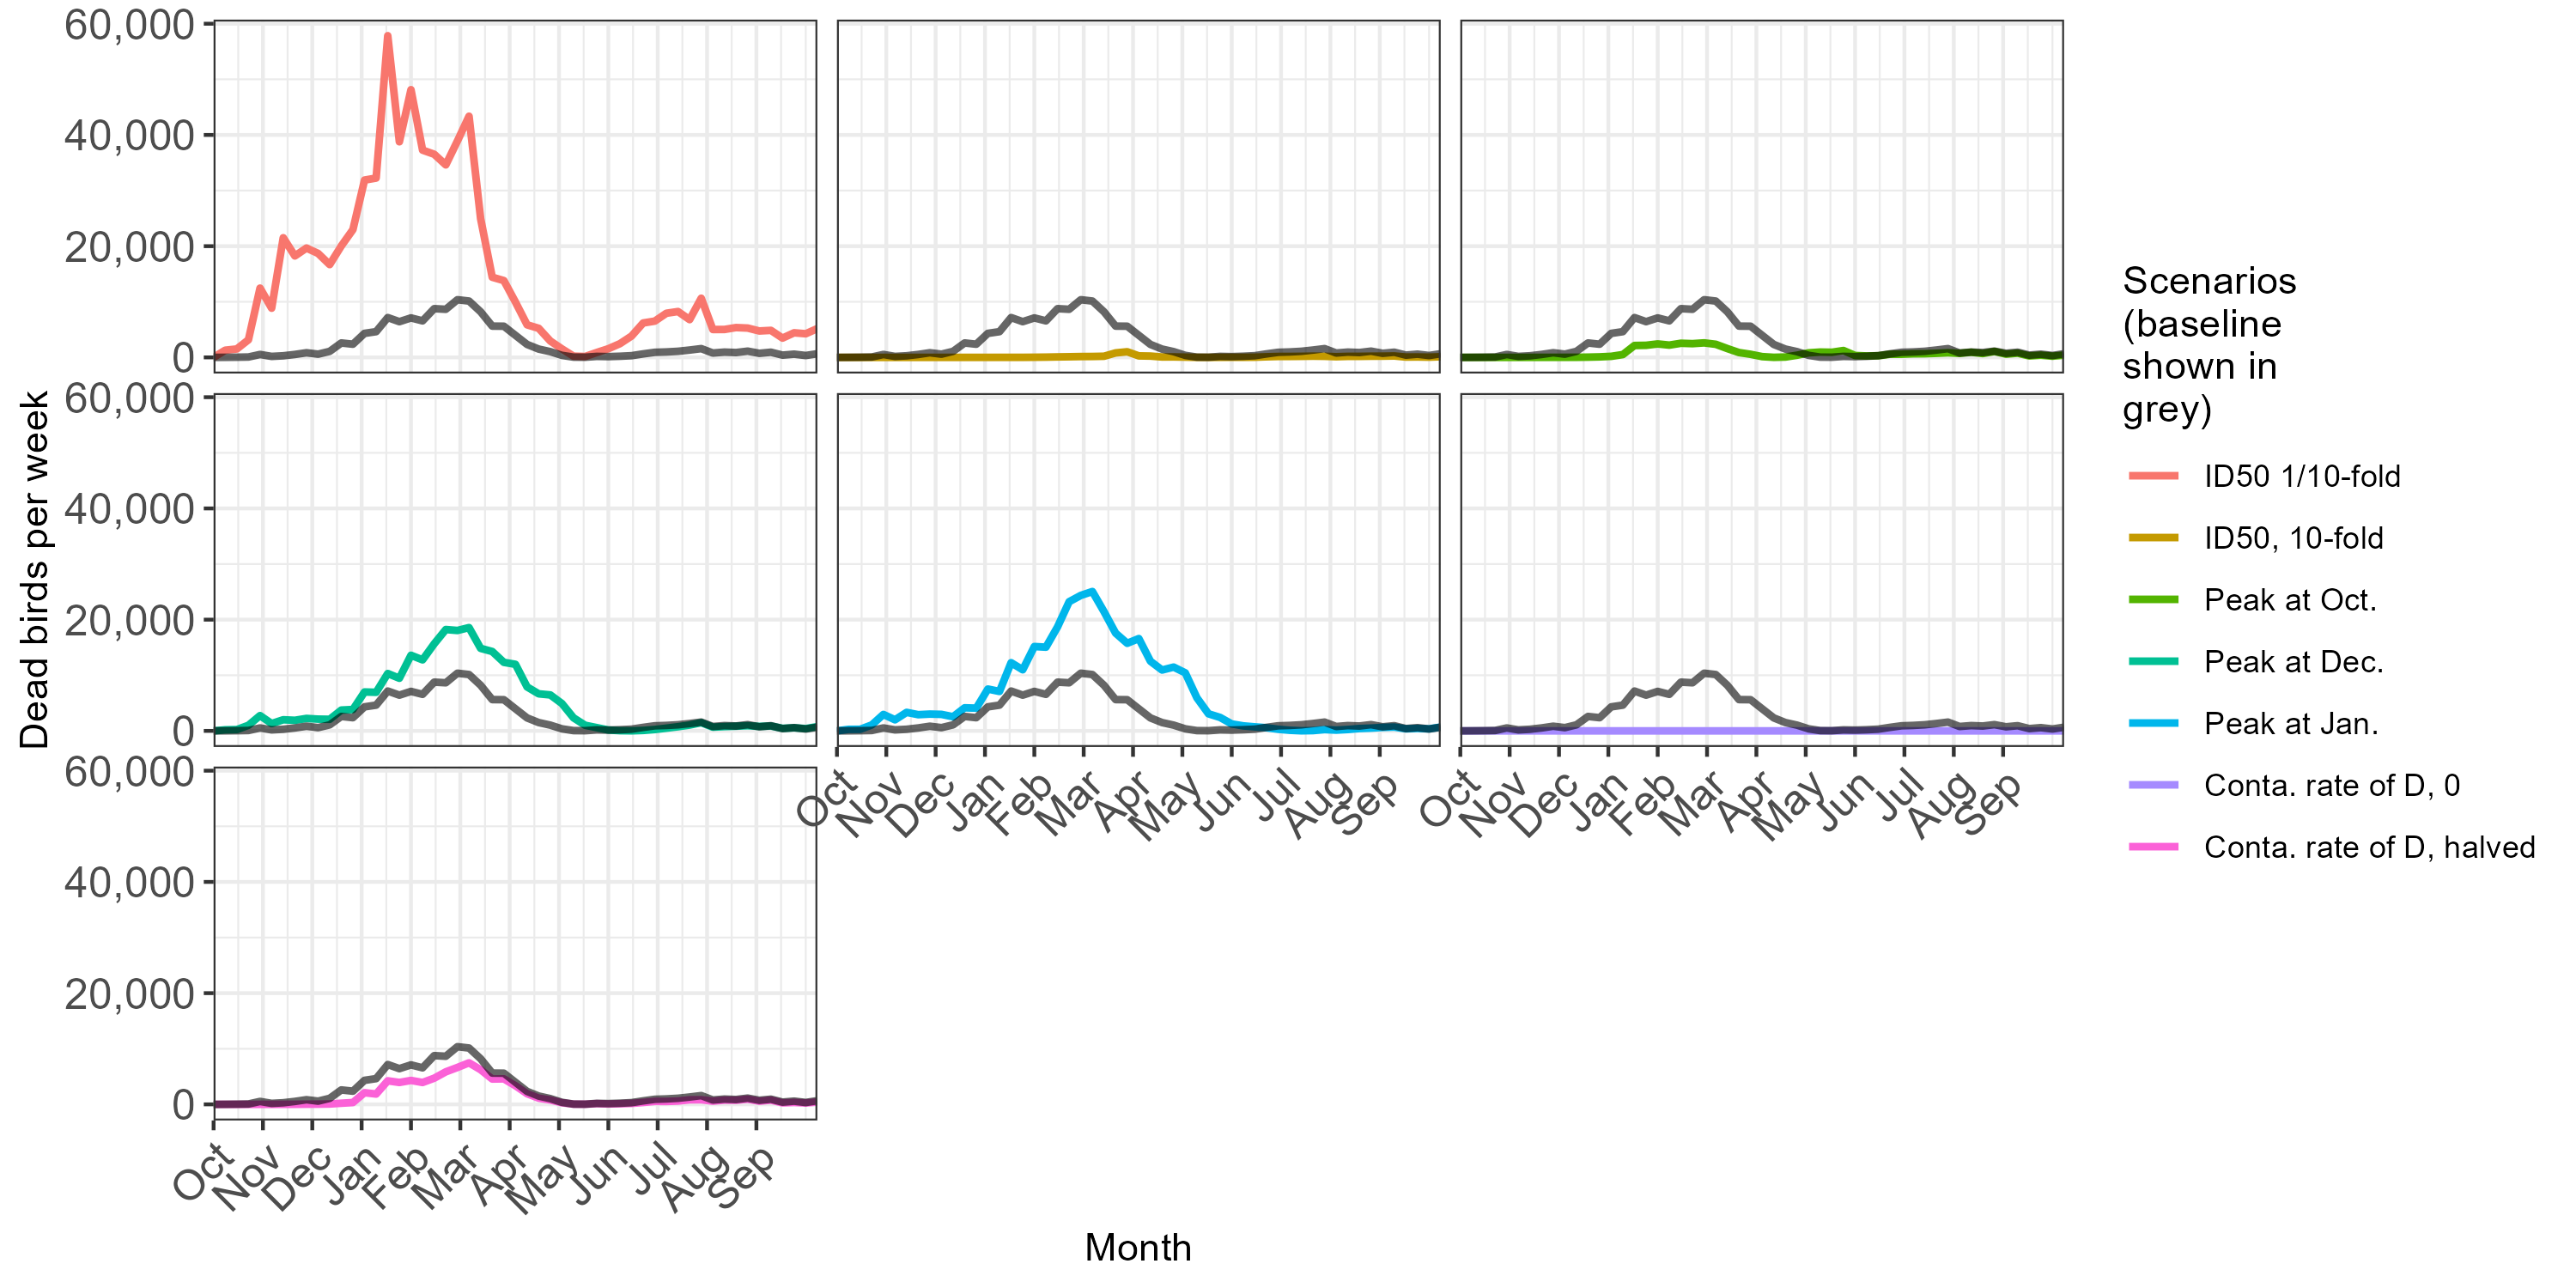 Dead birds per week
60,000
40,000
20,000
0
60,000
40,000
20,000
0
Oct Nov Dec Jan Feb Mar Apr May Jun Jul Aug Sep
Oct Nov Dec Jan Feb Mar Apr May Jun Jul Aug Sep
60,000
40,000
20,000
0
Oct Nov Dec Jan Feb Mar Apr May Jun Jul Aug Sep
Month
Scenarios
(baseline
shown in
grey)
ID50 1/10-fold
ID50, 10-fold
Peak at Oct.
Peak at Dec.
Peak at Jan.
Conta. rate of D, 0
Conta. rate of D, halved